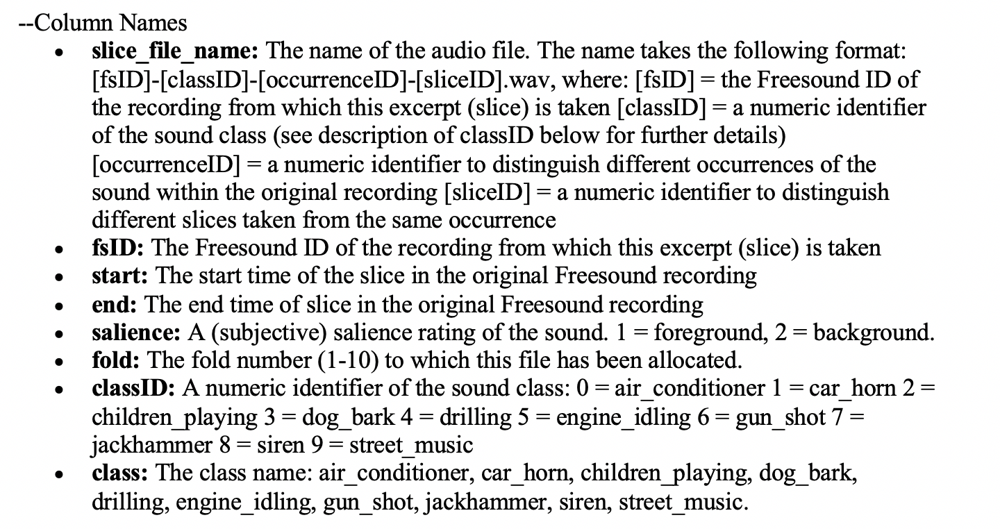 --Column Names
• slice_file_name: The name of the audio file. The name takes the following format:
[fsID]-[classID]-[occurrenceID]-[sliceID].wav, where: [fsID] = the Freesound ID of
the recording from which this excerpt (slice) is taken [classID] = a numeric identifier
of the sound class (see description of classID below for further details)
[occurrenceID] = a numeric identifier to distinguish different occurrences of the
sound within the original recording [sliceID] = a numeric identifier to distinguish
different slices taken from the same occurrence
• fsID: The Freesound ID of the recording from which this excerpt (slice) is taken
• start: The start time of the slice in the original Freesound recording
• end: The end time of slice in the original Freesound recording
• salience: A (subjective) salience rating of the sound. 1 = foreground, 2 = background.
• fold: The fold number (1-10) to which this file has been allocated.
• classID: A numeric identifier of the sound class: 0 = air_conditioner 1 = car_horn 2 =
children_playing 3 = dog_bark 4 = drilling 5 = engine_idling 6 = gun_shot 7 =
jackhammer 8 = siren 9 = street_music
• class: The class name: air_conditioner, car_horn, children_playing, dog_bark,
drilling, engine_idling, gun_shot, jackhammer, siren, street_music.